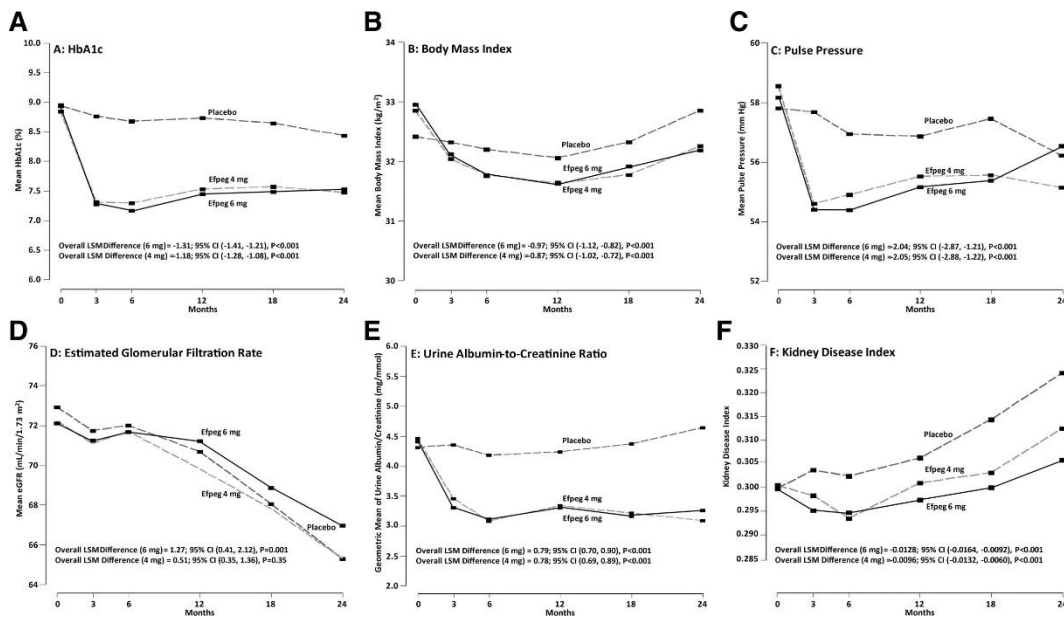 A
A: HbA1c
Mean HbA1c (%)
10.0
9.5
9.0
8.5
8.0
7.5
7.0
6.5
6.0
Placebo
Efpeg 4 mg
Efpeg 6 mg
Overall LSM Difference (6 mg) = -1.31; 95% CI (-1.41, -1.21), P<0.001
Overall LSM Difference (4 mg) =-1.18; 95% CI (-1.28, -1.08), P<0.001
0 3 6 12 18 24
Months
B
B: Body Mass Index
Mean Body Mass Index (kg/m²)
34
33
32
31
30
Placebo
Efpeg 6 mg
Efpeg 4 mg
Overall LSM Difference (6 mg) = -0.97; 95% CI (-1.12, -0.82), P<0.001
Overall LSM Difference (4 mg) =-0.87; 95% CI (-1.02, -0.72), P<0.001
0 3 6 12 18 24
Months
C
C: Pulse Pressure
Mean Pulse Pressure (mm Hg)
60
58
56
54
52
Placebo
Efpeg 4 mg
Efpeg 6 mg
Overall LSM Difference (6 mg) =-2.04; 95% CI (-2.87, -1.21), P<0.001
Overall LSM Difference (4 mg) =-2.05; 95% CI (-2.88, -1.22), P<0.001
0 3 6 12 18 24
Months
D
D: Estimated Glomerular Filtration Rate
Mean eGFR (mL/min/1.73 m²)
76
74
72
70
68
66
64
Efpeg 6 mg
Efpeg 4 mg
Placebo
Overall LSM Difference (6 mg) = 1.27; 95% CI (0.41, 2.12), P=0.001
Overall LSM Difference (4 mg) = 0.51; 95% CI (0.35, 1.36), P=0.35
0 3 6 12 18 24
Months
E
E: Urine Albumin-to-Creatinine Ratio
Geometric Mean of Urine Albumin/Creatinine (mg/mmol)
6.0
5.5
5.0
4.5
4.0
3.5
3.0
2.5
2.0
Placebo
Efpeg 4 mg
Efpeg 6 mg
Overall LSM Difference (6 mg) = 0.79; 95% CI (0.70, 0.90), P<0.001
Overall LSM Difference (4 mg) = 0.78; 95% CI (0.69, 0.89), P<0.001
0 3 6 12 18 24
Months
F
F: Kidney Disease Index
Kidney Disease Index
0.330
0.325
0.320
0.315
0.310
0.305
0.300
0.295
0.290
0.285
Placebo
Efpeg 4 mg
Efpeg 6 mg
Overall LSM Difference (6 mg) = -0.0128; 95% CI (-0.0164, -0.0092), P<0.001
Overall LSM Difference (4 mg) =-0.0096; 95% CI (-0.0132, -0.0060), P<0.001
0 3 6 12 18 24
Months